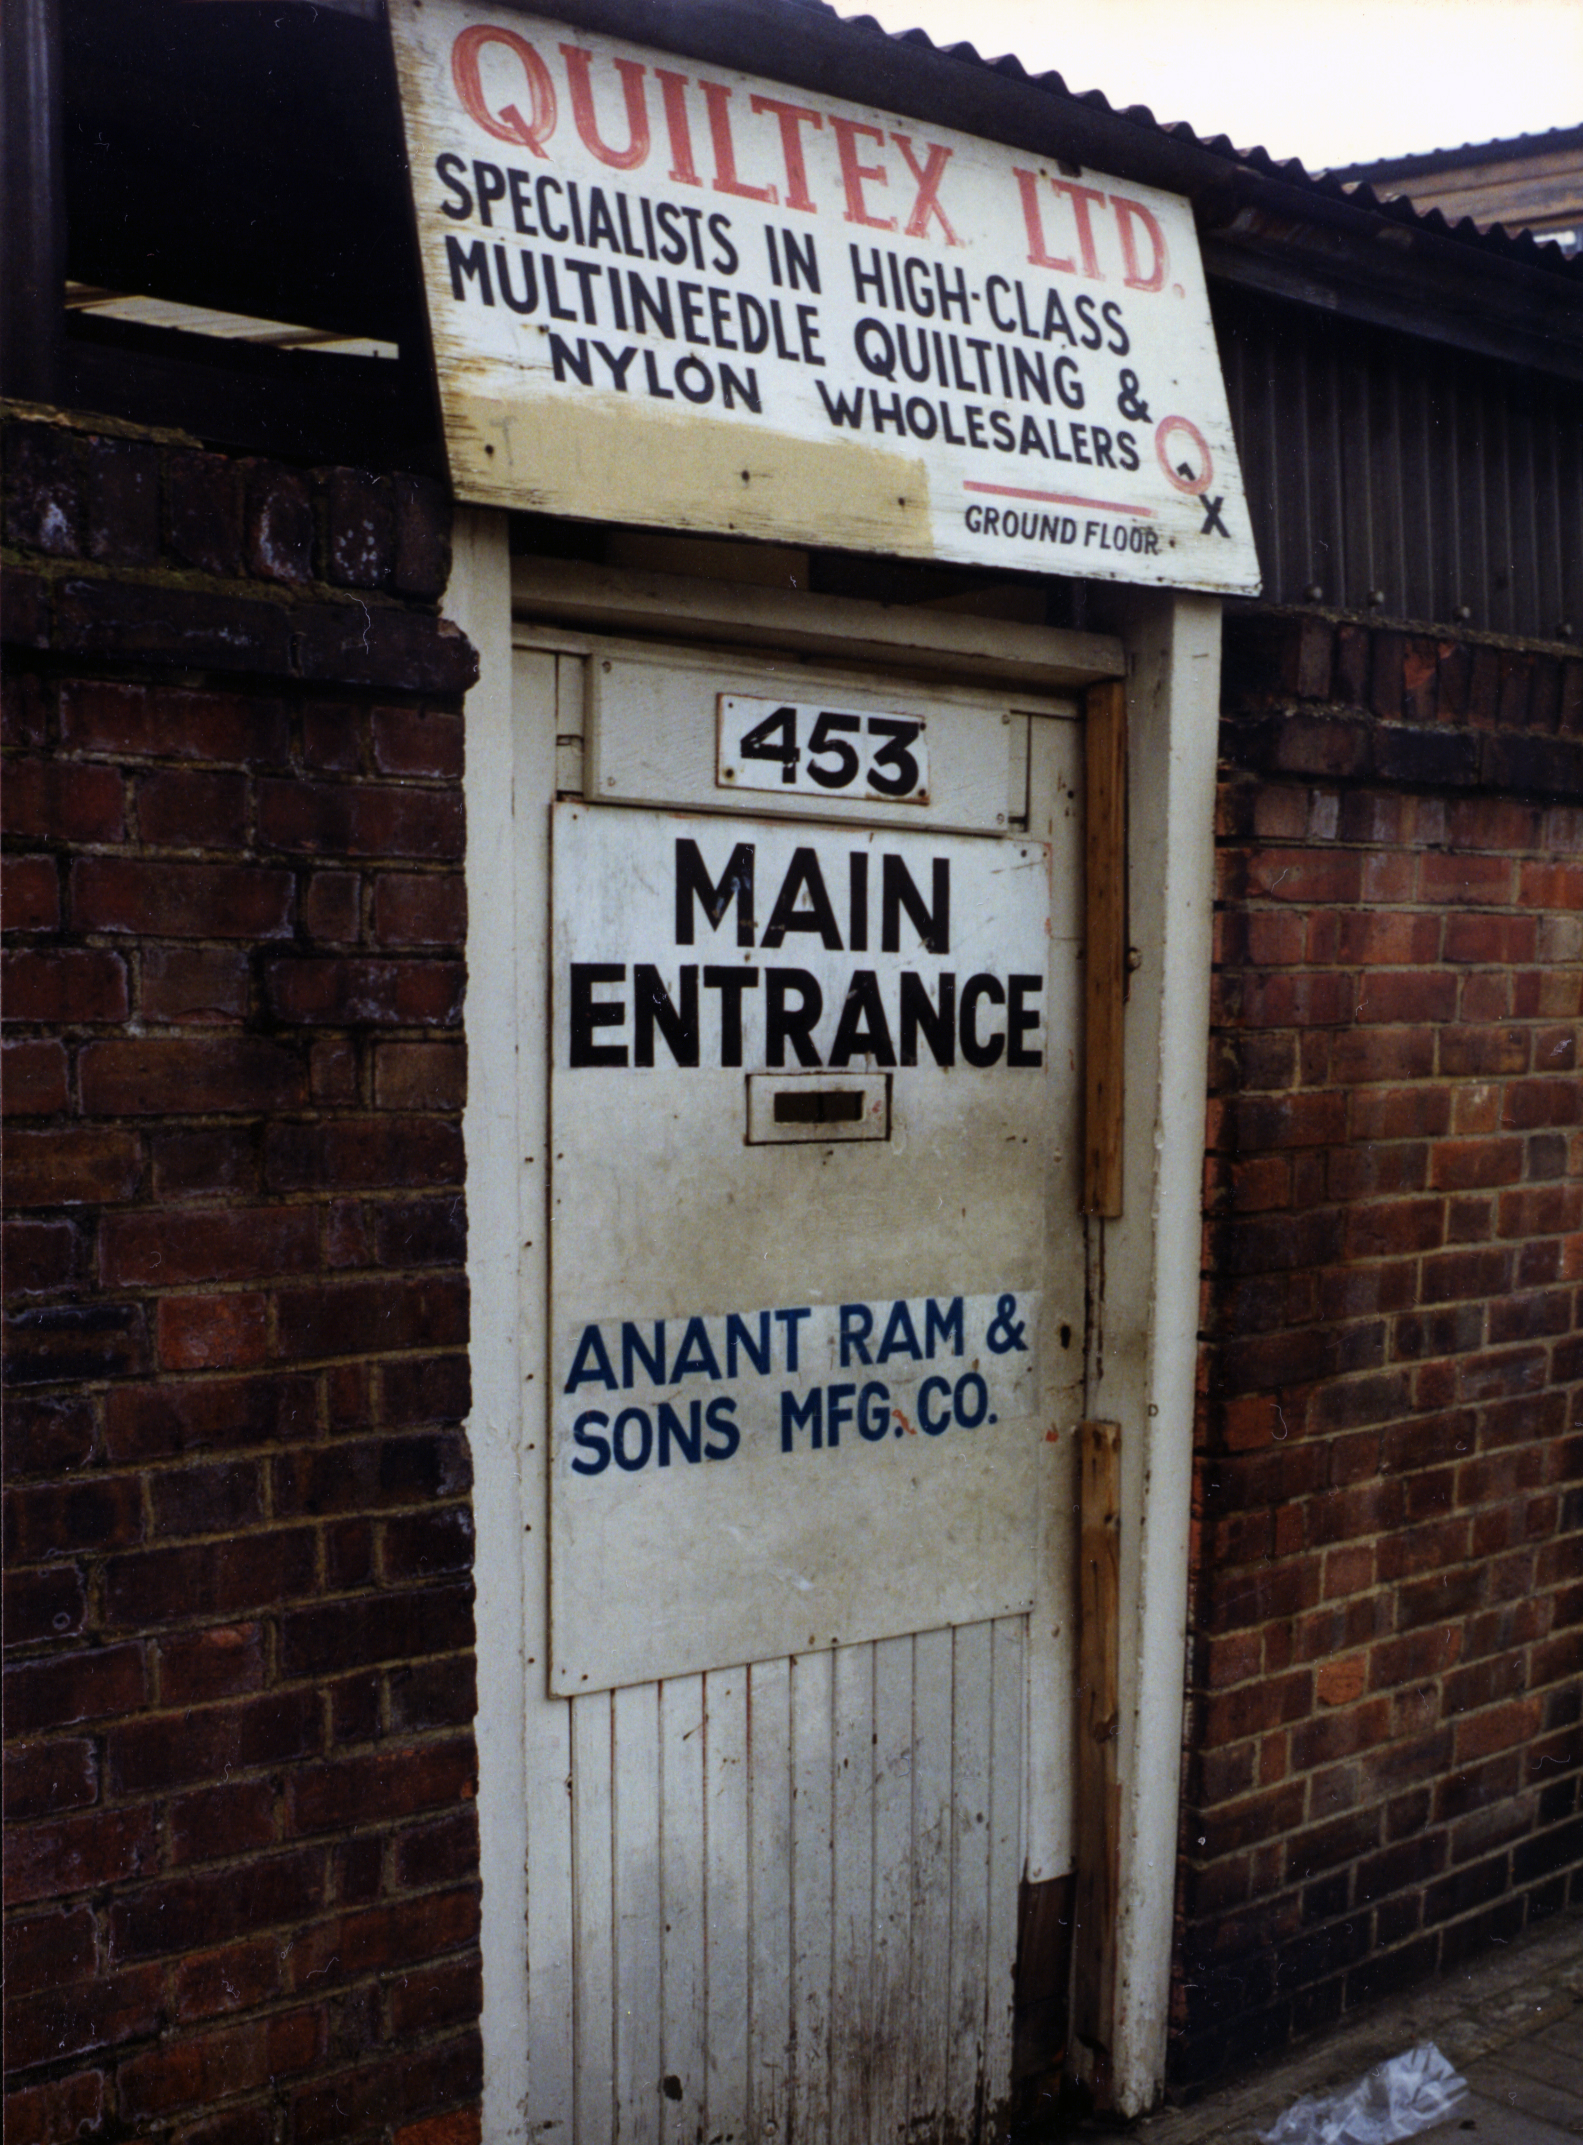 QUILTEX LTD.
SPECIALISTS IN HIGH-CLASS
MULTINEEDLE QUILTING &
NYLON WHOLESALERS
Q
X
GROUND FLOOR
453
MAIN
ENTRANCE
ANANT RAM &
SONS MFG. CO.